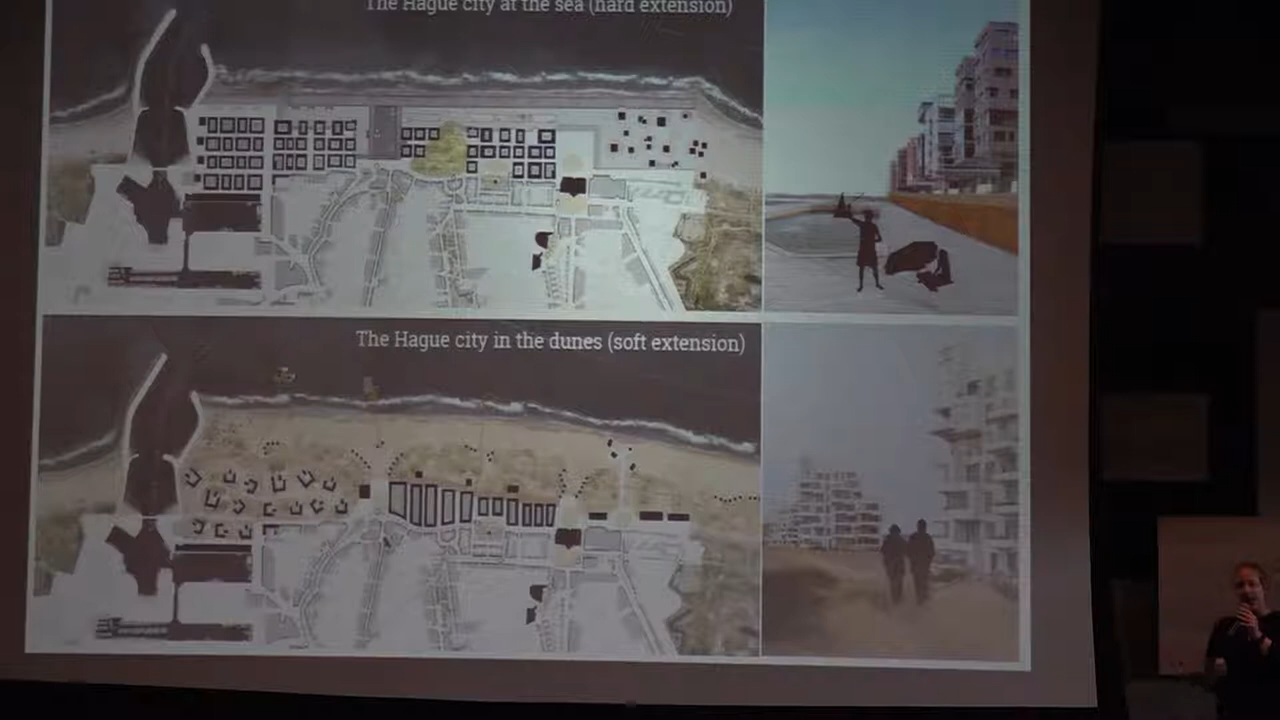 The Hague city at the sea (hard extension)
The Hague city in the dunes (soft extension)